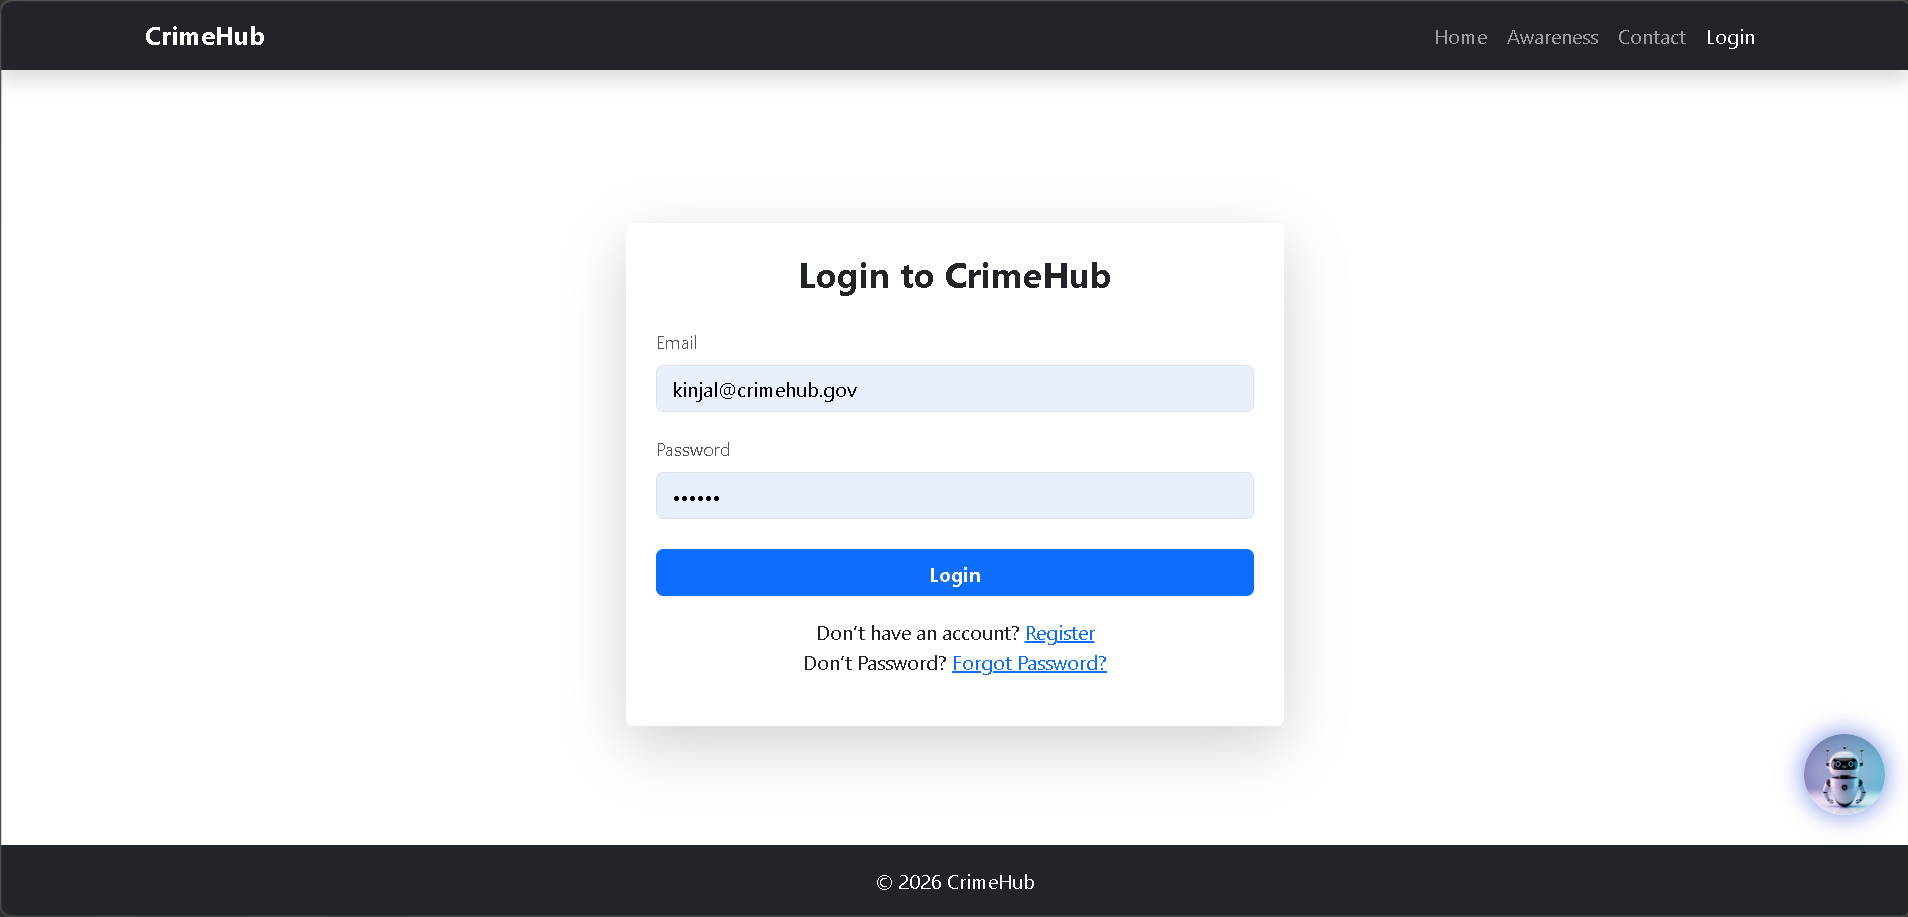 CrimeHub
Home Awareness Contact Login
Login to CrimeHub
Email
kinjal@crimehub.gov
Password
••••••
Login
Don't have an account? Register
Don't Password? Forgot Password?
© 2026 CrimeHub